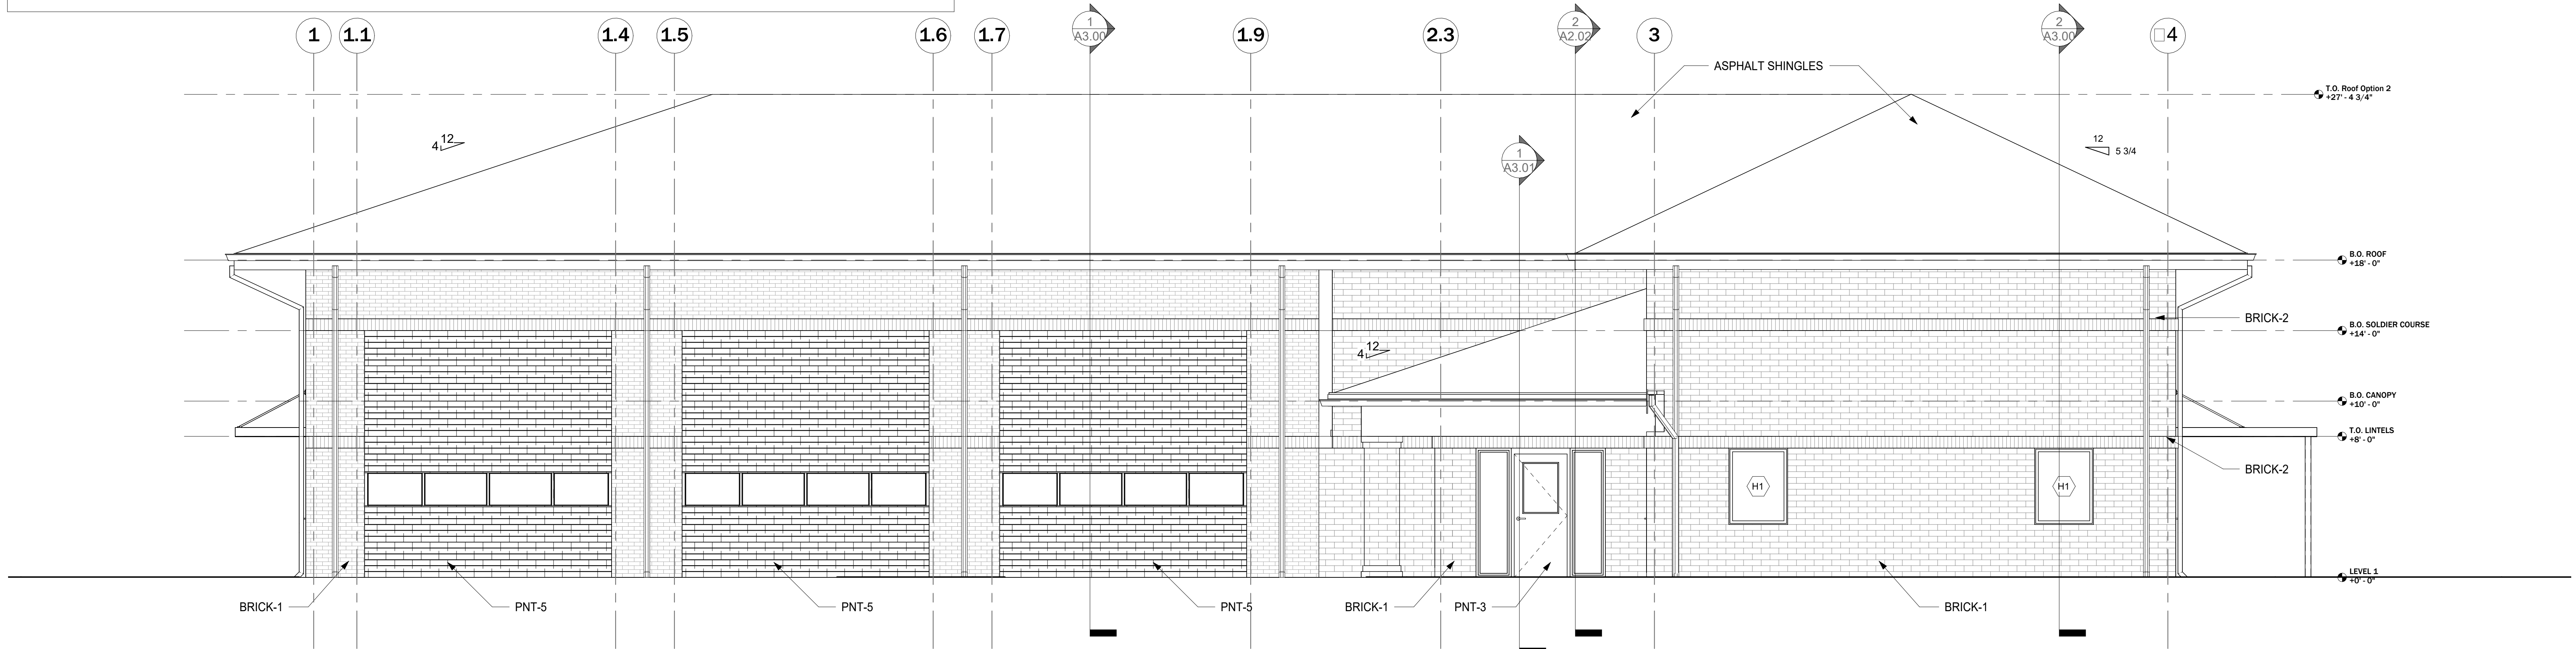 1
1.1
1.4
1.5
1.6
1.7
1
A3.00
1.9
2.3
2
A2.02
3
2
A3.00
4
ASPHALT SHINGLES
T.O. Roof Option 2
+27' - 4 3/4"
12
4
1
A3.01
12
5 3/4
B.O. ROOF
+18' - 0"
BRICK-2
B.O. SOLDIER COURSE
+14' - 0"
12
4
B.O. CANOPY
+10' - 0"
T.O. LINTELS
+8' - 0"
BRICK-2
H1
H1
LEVEL 1
+0' - 0"
BRICK-1
PNT-5
PNT-5
PNT-5
BRICK-1
PNT-3
BRICK-1